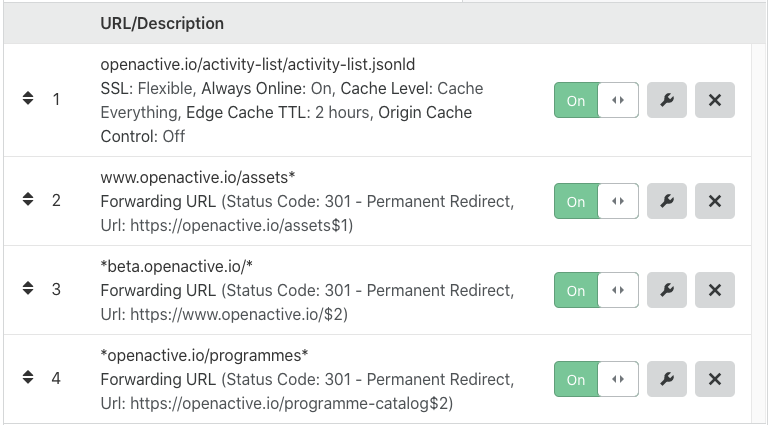 URL/Description
1
openactive.io/activity-list/activity-list.jsonld
SSL: Flexible, Always Online: On, Cache Level: Cache
Everything, Edge Cache TTL: 2 hours, Origin Cache
Control: Off
On
2
www.openactive.io/assets*
Forwarding URL (Status Code: 301 - Permanent Redirect,
Url: https://openactive.io/assets$1)
On
3
*beta.openactive.io/*
Forwarding URL (Status Code: 301 - Permanent Redirect,
Url: https://www.openactive.io/$2)
On
4
*openactive.io/programmes*
Forwarding URL (Status Code: 301 - Permanent Redirect,
Url: https://openactive.io/programme-catalog$2)
On